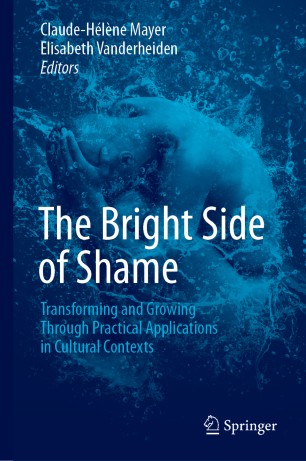 Claude-Hélène Mayer
Elisabeth Vanderheiden
Editors
The Bright Side
of Shame
Transforming and Growing
Through Practical Applications
in Cultural Contexts
Springer